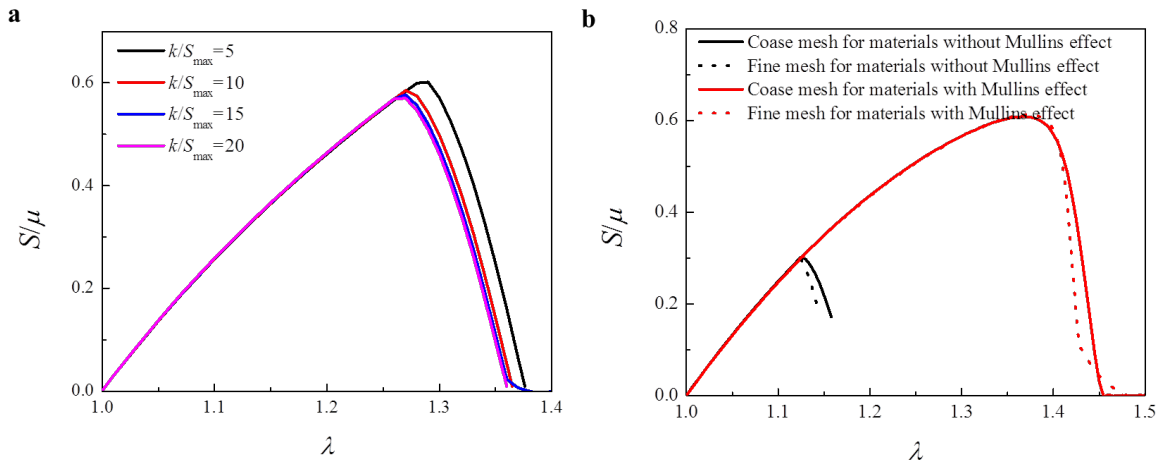 a
k/Smax=5
k/Smax=10
k/Smax=15
k/Smax=20
0.6
0.4
0.2
0.0
S/μ
1.0 1.1 1.2 1.3 1.4
λ
b
Coase mesh for materials without Mullins effect
Fine mesh for materials without Mullins effect
Coase mesh for materials with Mullins effect
Fine mesh for materials with Mullins effect
0.8
0.6
0.4
0.2
0.0
S/μ
1.0 1.1 1.2 1.3 1.4 1.5
λ